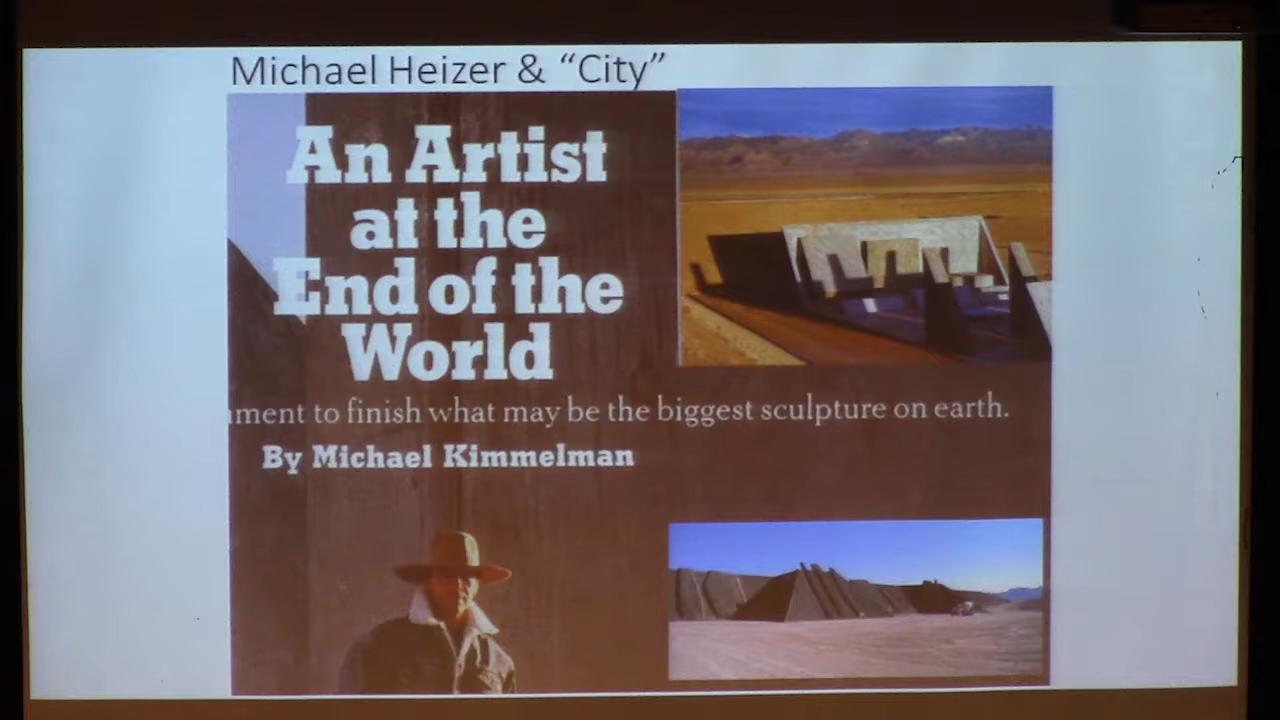 Michael Heizer & “City”
An Artist
at the
End of the
World
to finish what may be the biggest sculpture on earth.
By Michael Kimmelman